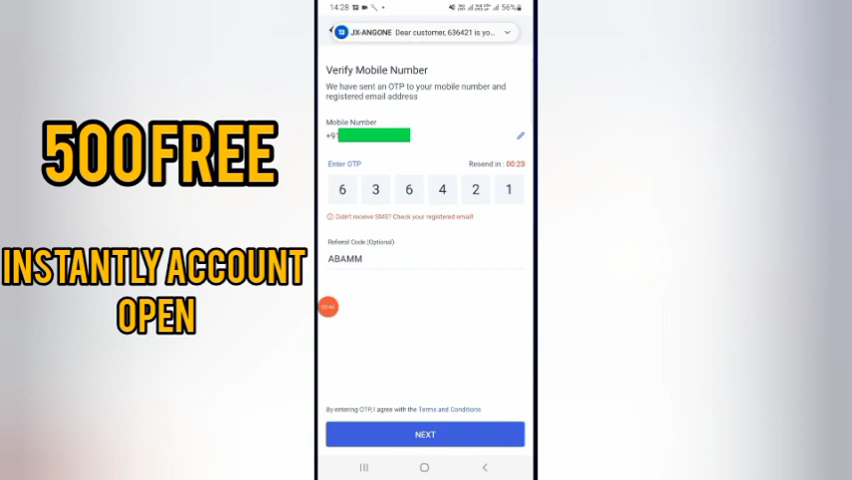 14:28
56%
JX-ANGONE Dear customer, 636421 is yo...
Verify Mobile Number
We have sent an OTP to your mobile number and
registered email address
Mobile Number
+91
Enter OTP
Resend in : 00:23
6 3 6 4 2 1
Didn't receive SMS? Check your registered email!
Referral Code (Optional)
ABAMM
By entering OTP,I agree with the Terms and Conditions
NEXT
500 FREE
INSTANTLY ACCOUNT
OPEN